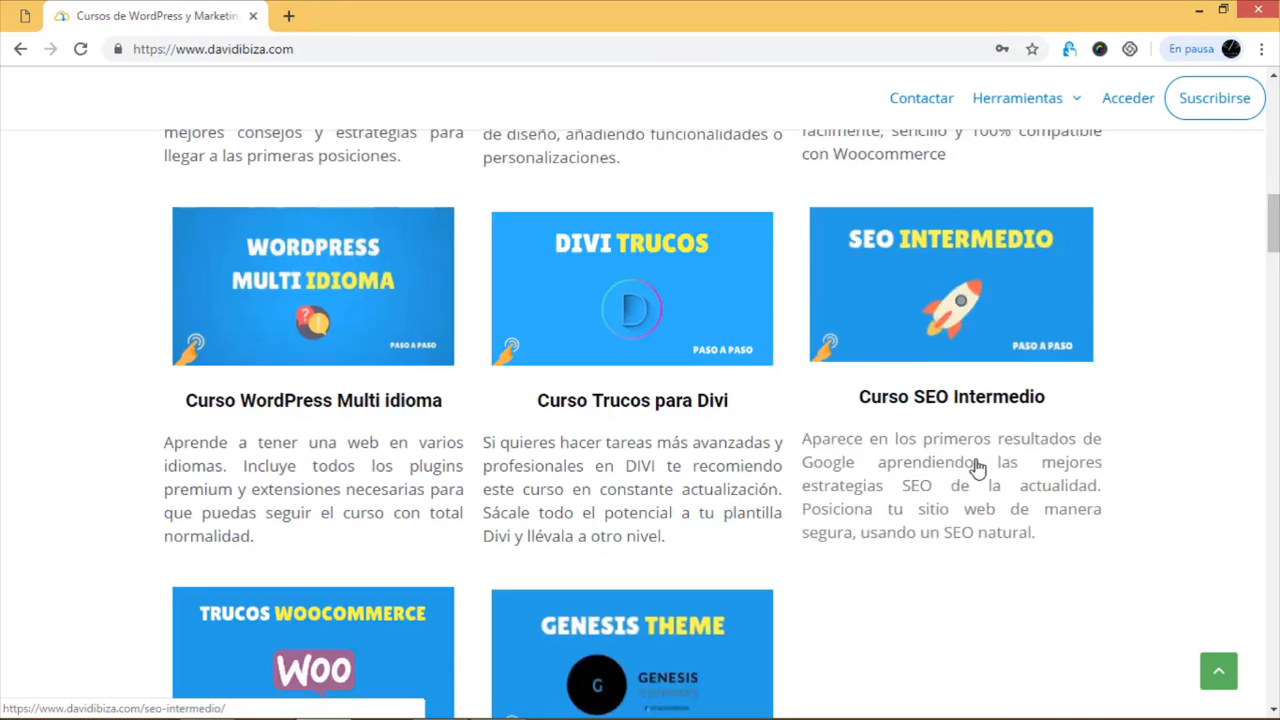 Cursos de WordPress y Marketin
https://www.davidibiza.com
En pausa
Contactar
Herramientas
Acceder
Suscribirse
mejores consejos y estrategias para
llegar a las primeras posiciones.
de diseño, añadiendo funcionalidades o
personalizaciones.
fácilmente, sencillo y 100% compatible
con Woocommerce
WORDPRESS
MULTI IDIOMA
PASO A PASO
DIVI TRUCOS
D
PASO A PASO
SEO INTERMEDIO
PASO A PASO
Curso WordPress Multi idioma
Aprende a tener una web en varios
idiomas. Incluye todos los plugins
premium y extensiones necesarias para
que puedas seguir el curso con total
normalidad.
Curso Trucos para Divi
Si quieres hacer tareas más avanzadas y
profesionales en DIVI te recomiendo
este curso en constante actualización.
Sácale todo el potencial a tu plantilla
Divi y llévala a otro nivel.
Curso SEO Intermedio
Aparece en los primeros resultados de
Google aprendiendo las mejores
estrategias SEO de la actualidad.
Posiciona tu sitio web de manera
segura, usando un SEO natural.
TRUCOS WOOCOMMERCE
WOO
GENESIS THEME
G
GENESIS
https://www.davidibiza.com/seo-intermedio/